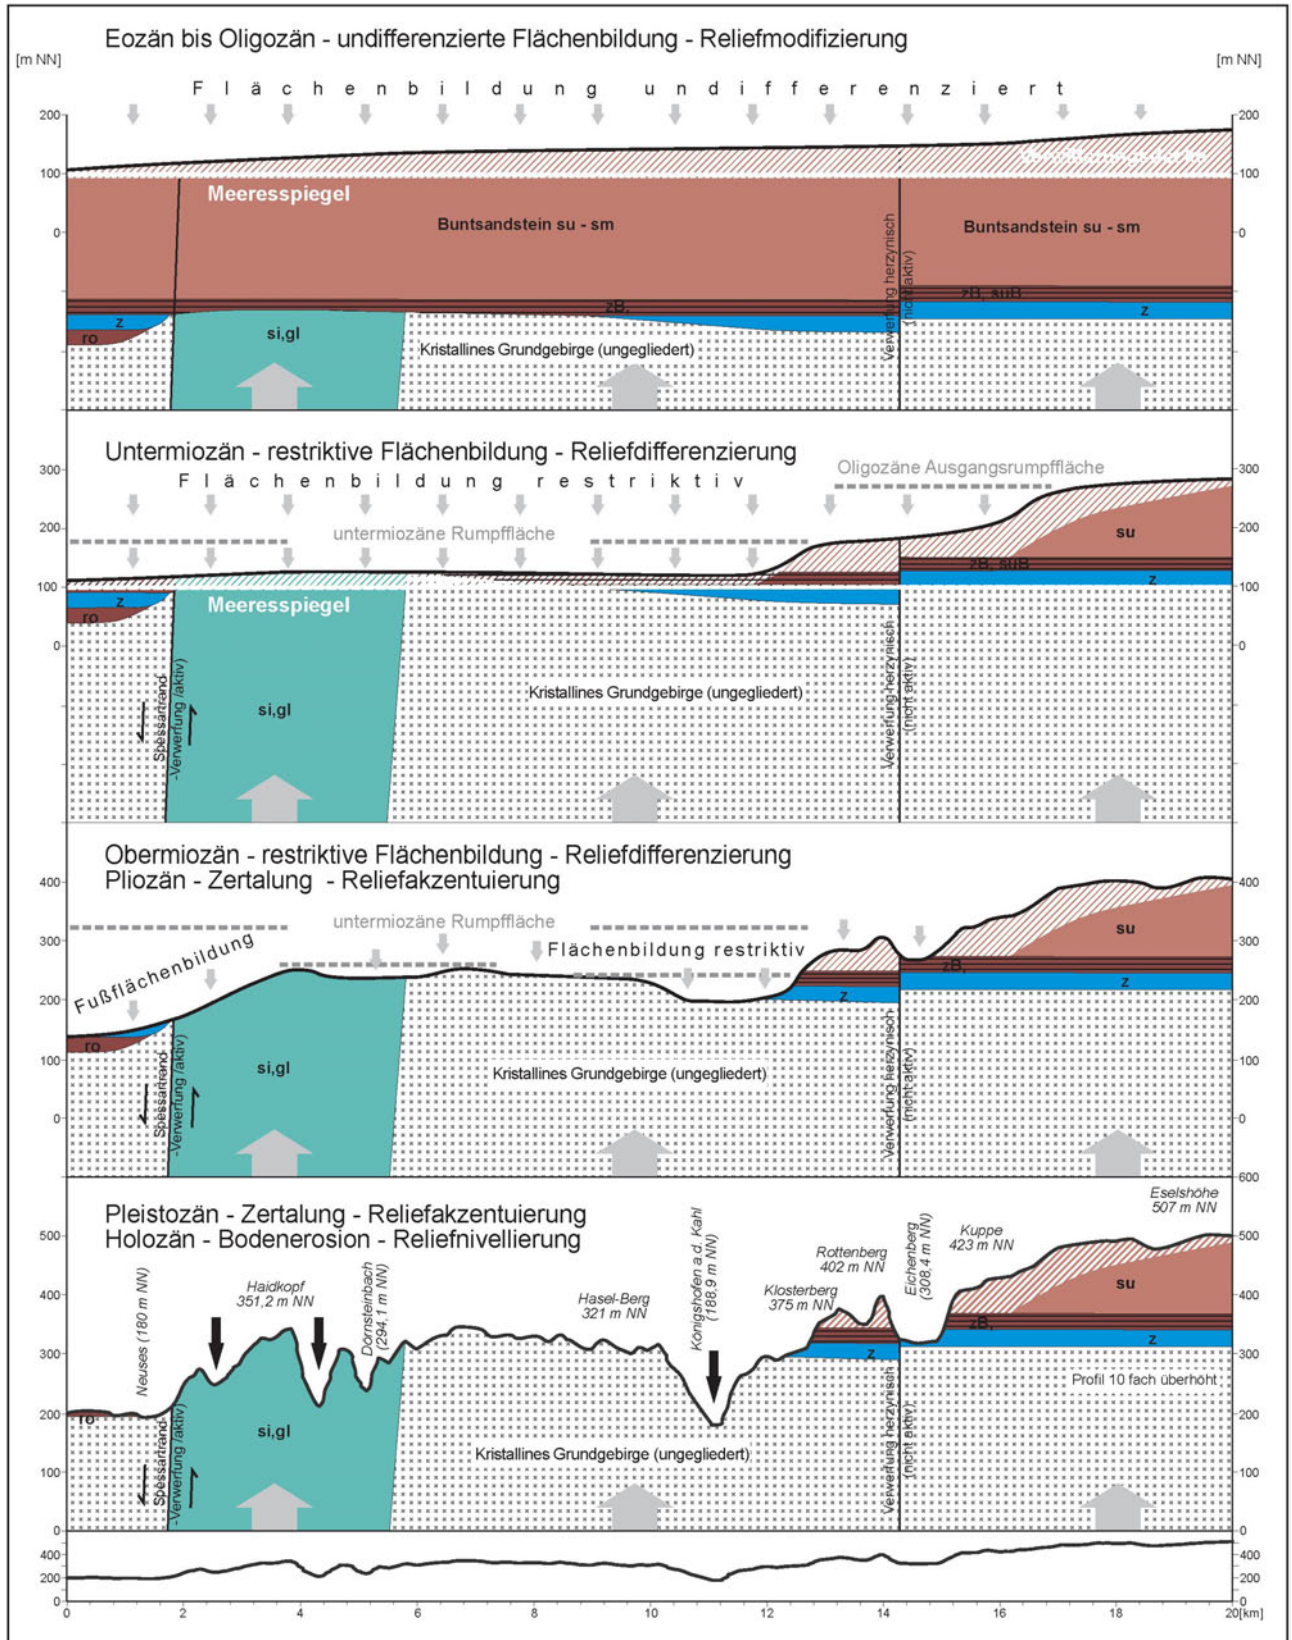 Eozän bis Oligozän - undifferenzierte Flächenbildung - Reliefmodifizierung
[m NN]
[m NN]
Flächenbildung undifferenziert
200
200
100
100
0
0
Verwitterungsdecke
Meeresspiegel
Buntsandstein su - sm
Buntsandstein su - sm
Verwerfung herzynisch
(nicht aktiv)
zB,
zB, suB
z
z
ro
si,gl
Kristallines Grundgebirge (ungegliedert)
Untermiozän - restriktive Flächenbildung - Reliefdifferenzierung
Flächenbildung restriktiv
Oligozäne Ausgangsrumpffläche
300
300
200
200
100
100
0
0
untermiozäne Rumpffläche
su
zB, suB
z
z
ro
Meeresspiegel
Spessartrand
-Verwerfung /aktiv)
si,gl
Kristallines Grundgebirge (ungegliedert)
Verwerfung herzynisch
(nicht aktiv)
Obermiozän - restriktive Flächenbildung - Reliefdifferenzierung
Pliozän - Zertalung - Reliefakzentuierung
400
400
300
300
200
200
100
100
0
0
600
untermiozäne Rumpffläche
Fußflächenbildung
Flächenbildung restriktiv
su
zB,
z
z
ro
Spessartrand
-Verwerfung /aktiv)
si,gl
Kristallines Grundgebirge (ungegliedert)
Verwerfung herzynisch
(nicht aktiv)
Pleistozän - Zertalung - Reliefakzentuierung
Holozän - Bodenerosion - Reliefnivellierung
500
500
400
400
300
300
200
200
100
100
0
0
Neuses (180 m NN)
Haidkopf
351,2 m NN
Dörnsteinbach
(294,1 m NN)
Hasel-Berg
321 m NN
Königshofen a.d. Kahl
(188,9 m NN)
Klosterberg
375 m NN
Rottenberg
402 m NN
Eichenberg
(308,4 m NN)
Kuppe
423 m NN
Eselshöhe
507 m NN
su
zB,
z
z
ro
Profil 10 fach überhöht
Spessartrand
-Verwerfung /aktiv)
si,gl
Kristallines Grundgebirge (ungegliedert)
Verwerfung herzynisch
(nicht aktiv)
400
400
200
200
0
0
0 2 4 6 8 10 12 14 16 18 20[km]